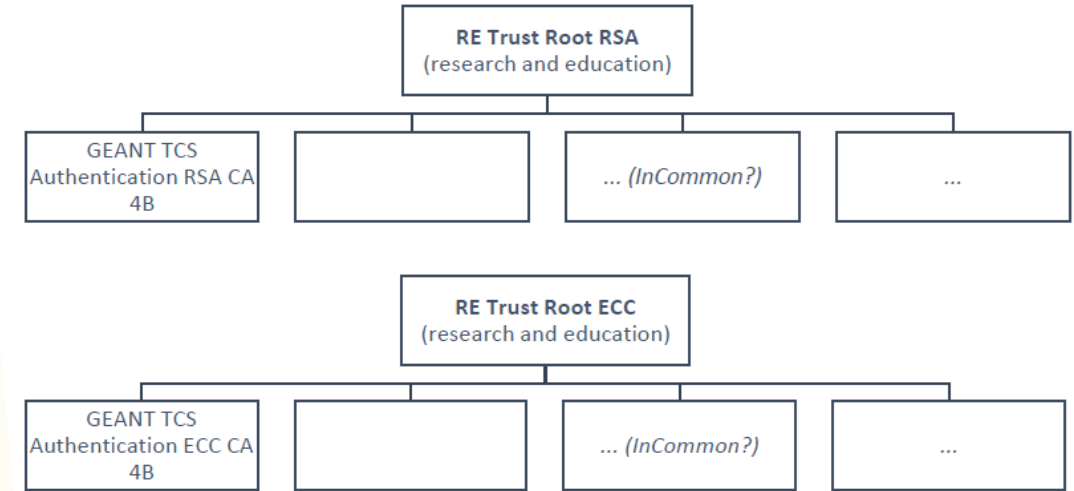 RE Trust Root RSA
(research and education)
GEANT TCS
Authentication RSA CA
4B
... (InCommon?)
...
RE Trust Root ECC
(research and education)
GEANT TCS
Authentication ECC CA
4B
... (InCommon?)
...